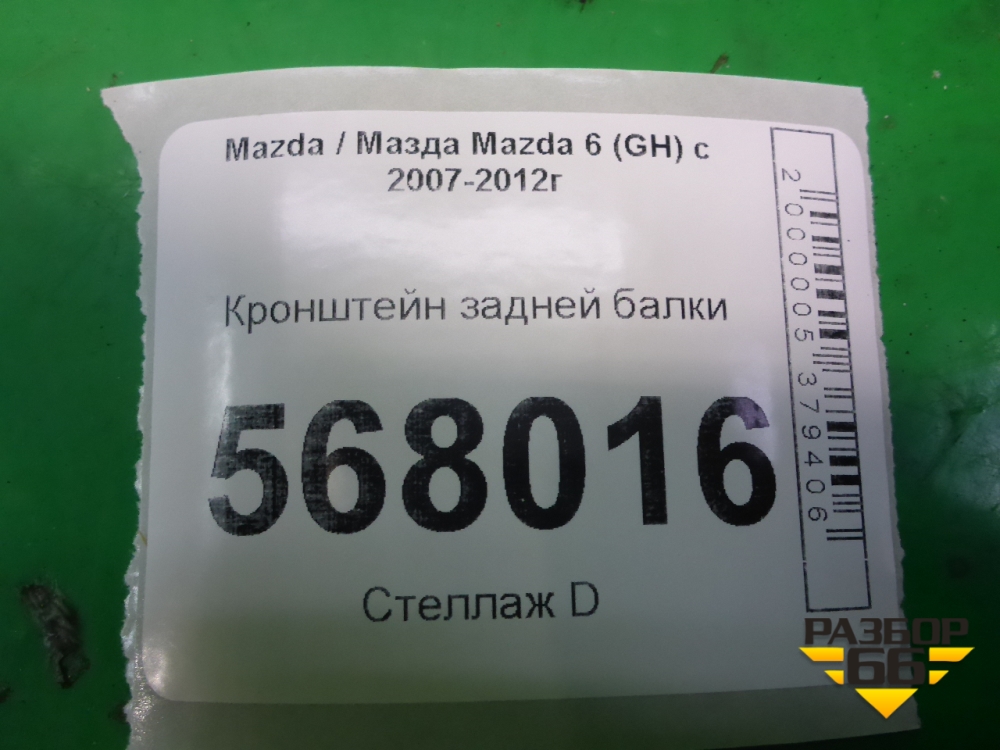 Mazda / Мазда Mazda 6 (GH) с
2007-2012г
Кронштейн задней балки
568016
Стеллаж D
2000005379406
РАЗБОР
66